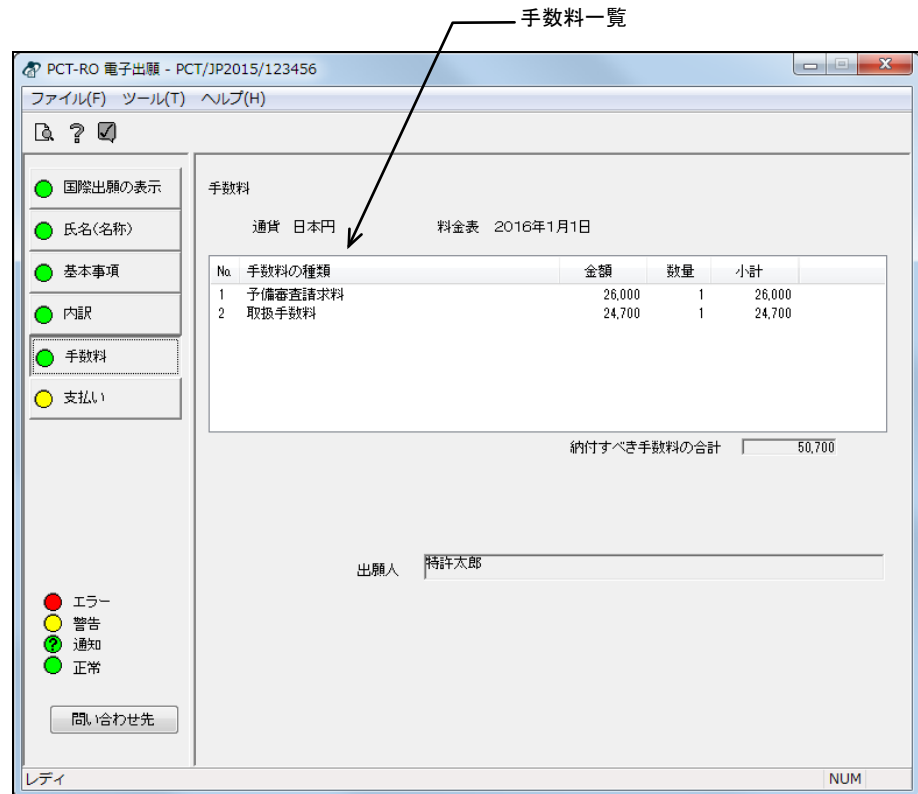 手数料一覧
PCT-RO 電子出願 - PCT/JP2015/123456
ファイル(F) ツール(T) ヘルプ(H)
国際出願の表示
氏名(名称)
基本事項
内訳
手数料
支払い
手数料
通貨 日本円 料金表 2016年1月1日
No. 手数料の種類 金額 数量 小計
1 予備審査請求料 26,000 1 26,000
2 取扱手数料 24,700 1 24,700
納付すべき手数料の合計 50,700
出願人 特許太郎
エラー
警告
? 通知
正常
問い合わせ先
レディ NUM